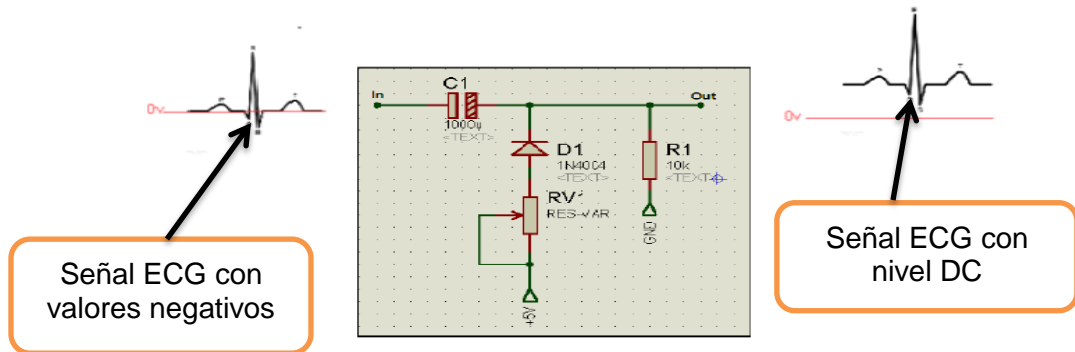 0v
Señal ECG con
valores negativos
In
C1
1000u
<TEXT>
Out
D1
1N4004
<TEXT>
R1
10k
<TEXT>
RV1
RES-VAR
GND
+5V
0v
Señal ECG con
nivel DC